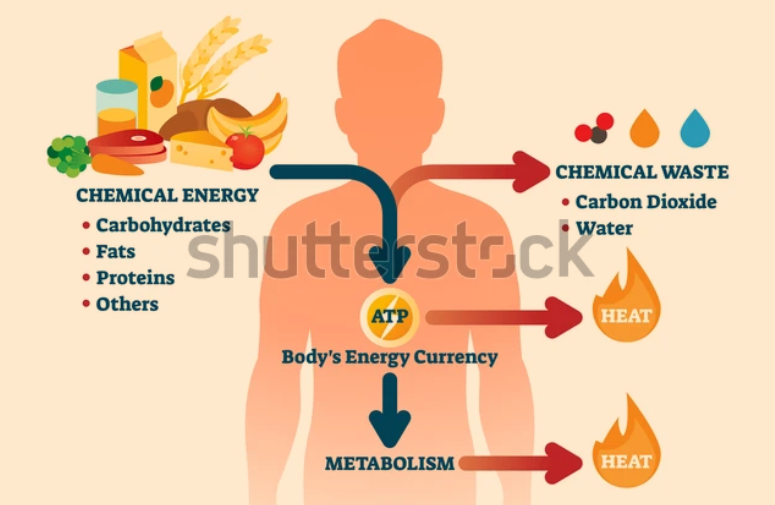 CHEMICAL ENERGY
• Carbohydrates
• Fats
• Proteins
• Others
CHEMICAL WASTE
• Carbon Dioxide
• Water
shutterstock
ATP
HEAT
Body's Energy Currency
METABOLISM
HEAT